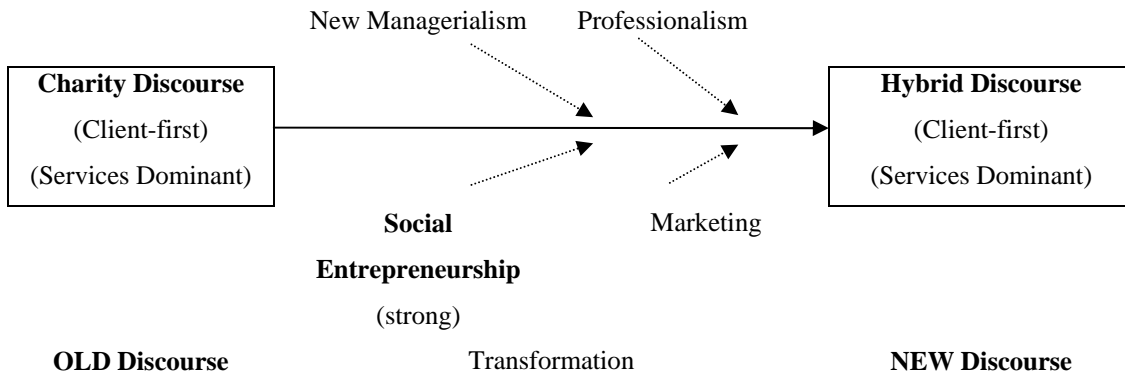 New Managerialism Professionalism
Charity Discourse
(Client-first)
(Services Dominant)
Hybrid Discourse
(Client-first)
(Services Dominant)
Social
Entrepreneurship
(strong)
Marketing
OLD Discourse Transformation NEW Discourse